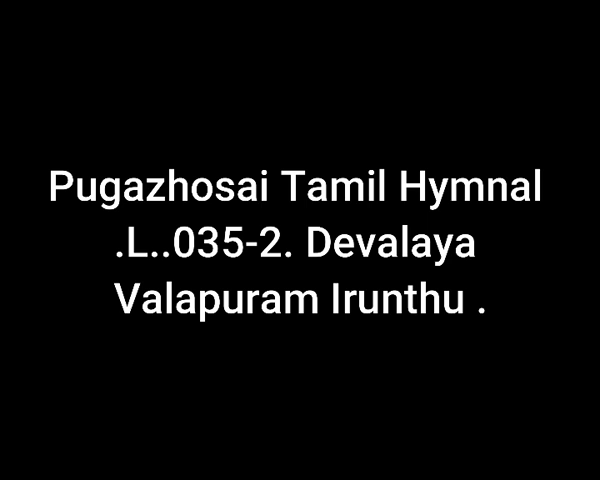 Pugazhosai Tamil Hymnal
.L..035-2. Devalaya
Valapuram Irunthu .